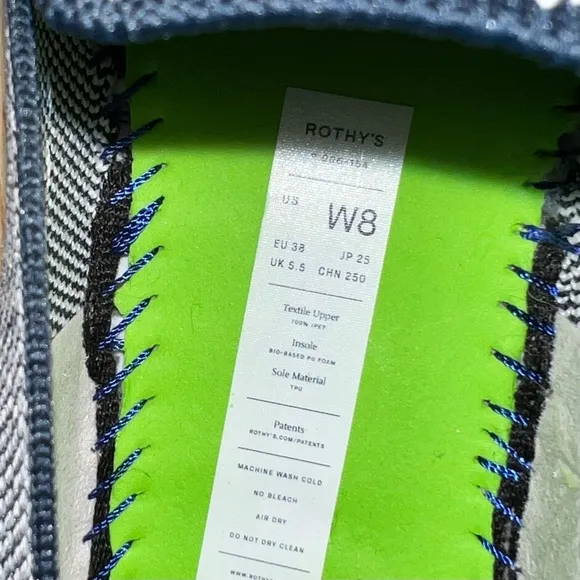 ROTHY'S
US W8
EU 38 JP 25
UK 5.5 CHN 250
Textile Upper
100% rPET
Insole
BIO-BASED PU FOAM
Sole Material
TPU
Patents
ROTHYS.COM/PATENTS
MACHINE WASH COLD
NO BLEACH
AIR DRY
DO NOT DRY CLEAN